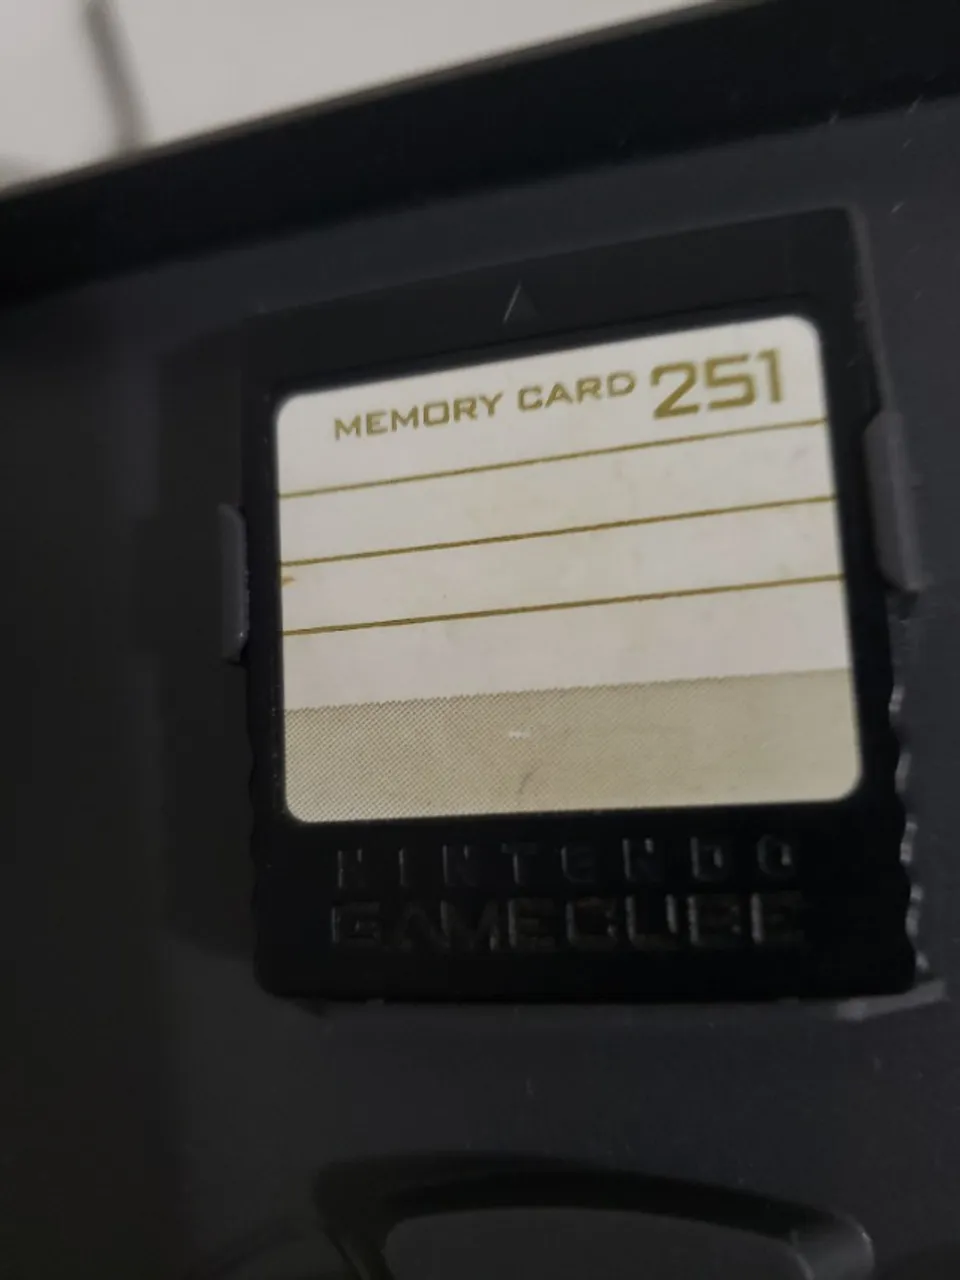 MEMORY CARD 251
NINTENDO
GAMECUBE